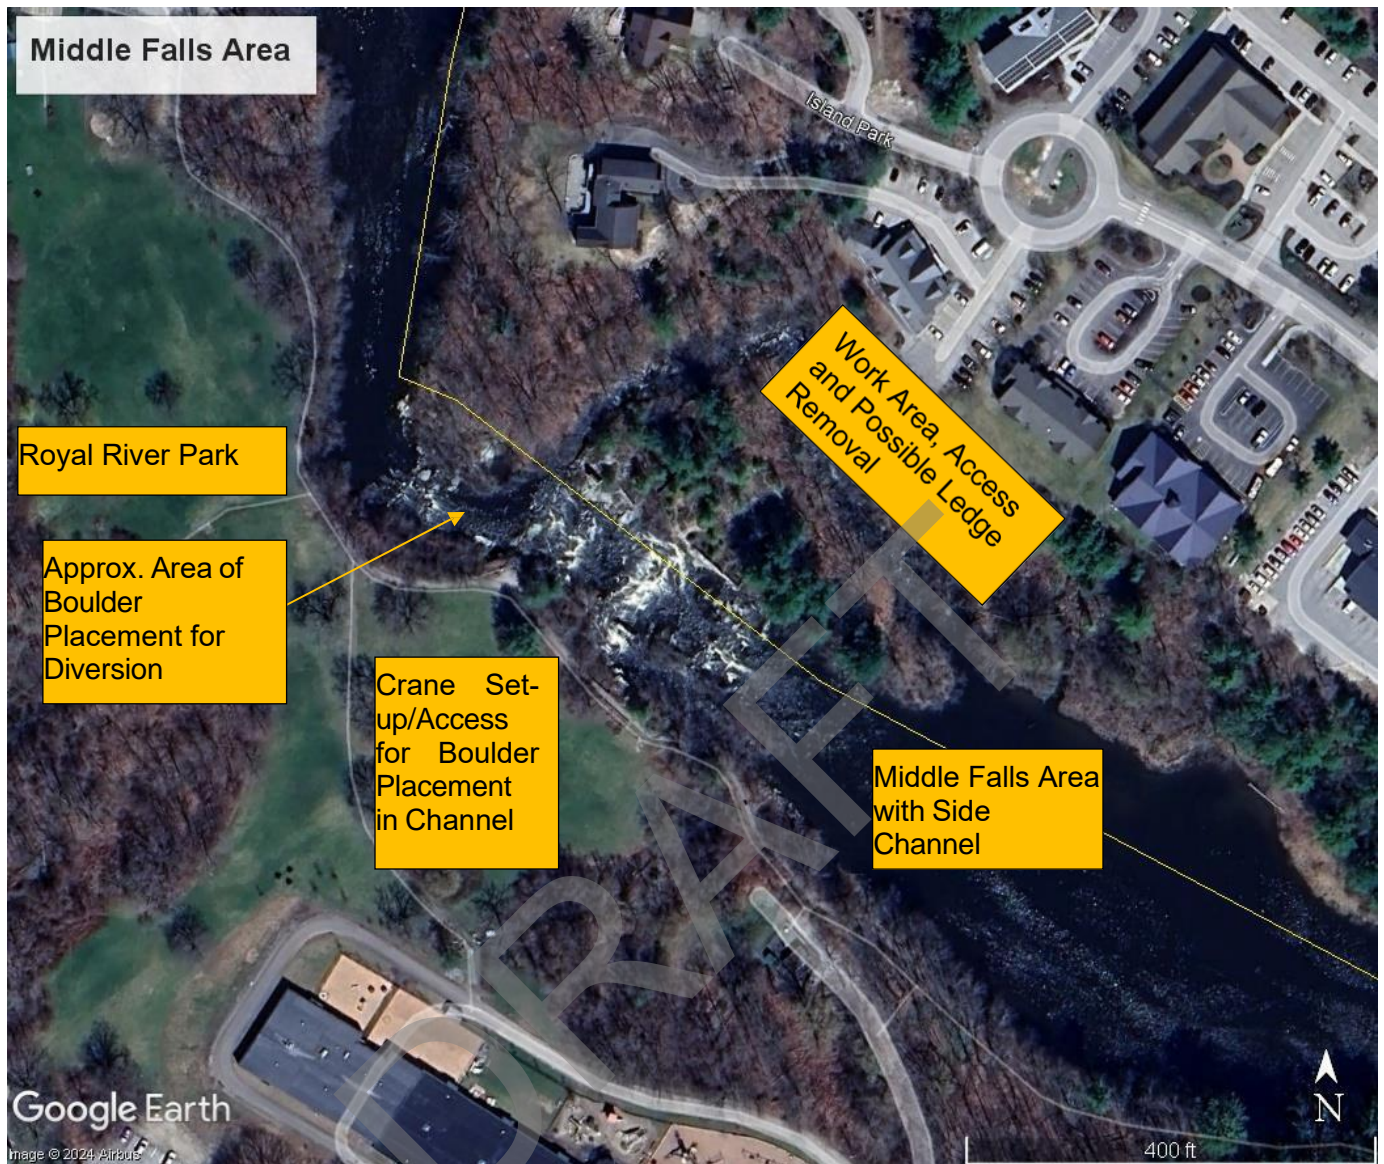 Middle Falls Area
Island Park
Work Area, Access
and Possible Ledge
Removal
Royal River Park
Approx. Area of
Boulder
Placement for
Diversion
Crane Set-
up/Access
for Boulder
Placement
in Channel
Middle Falls Area
with Side
Channel
DRAFT
Google Earth
N
400 ft
mage © 2024 Airbus